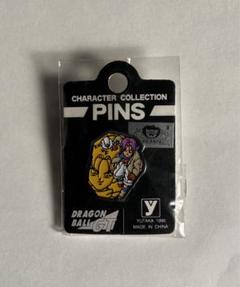 CHARACTER COLLECTION
PINS
DRAGON
BALL GT
Y
YUTAKA 1996
MADE IN CHINA